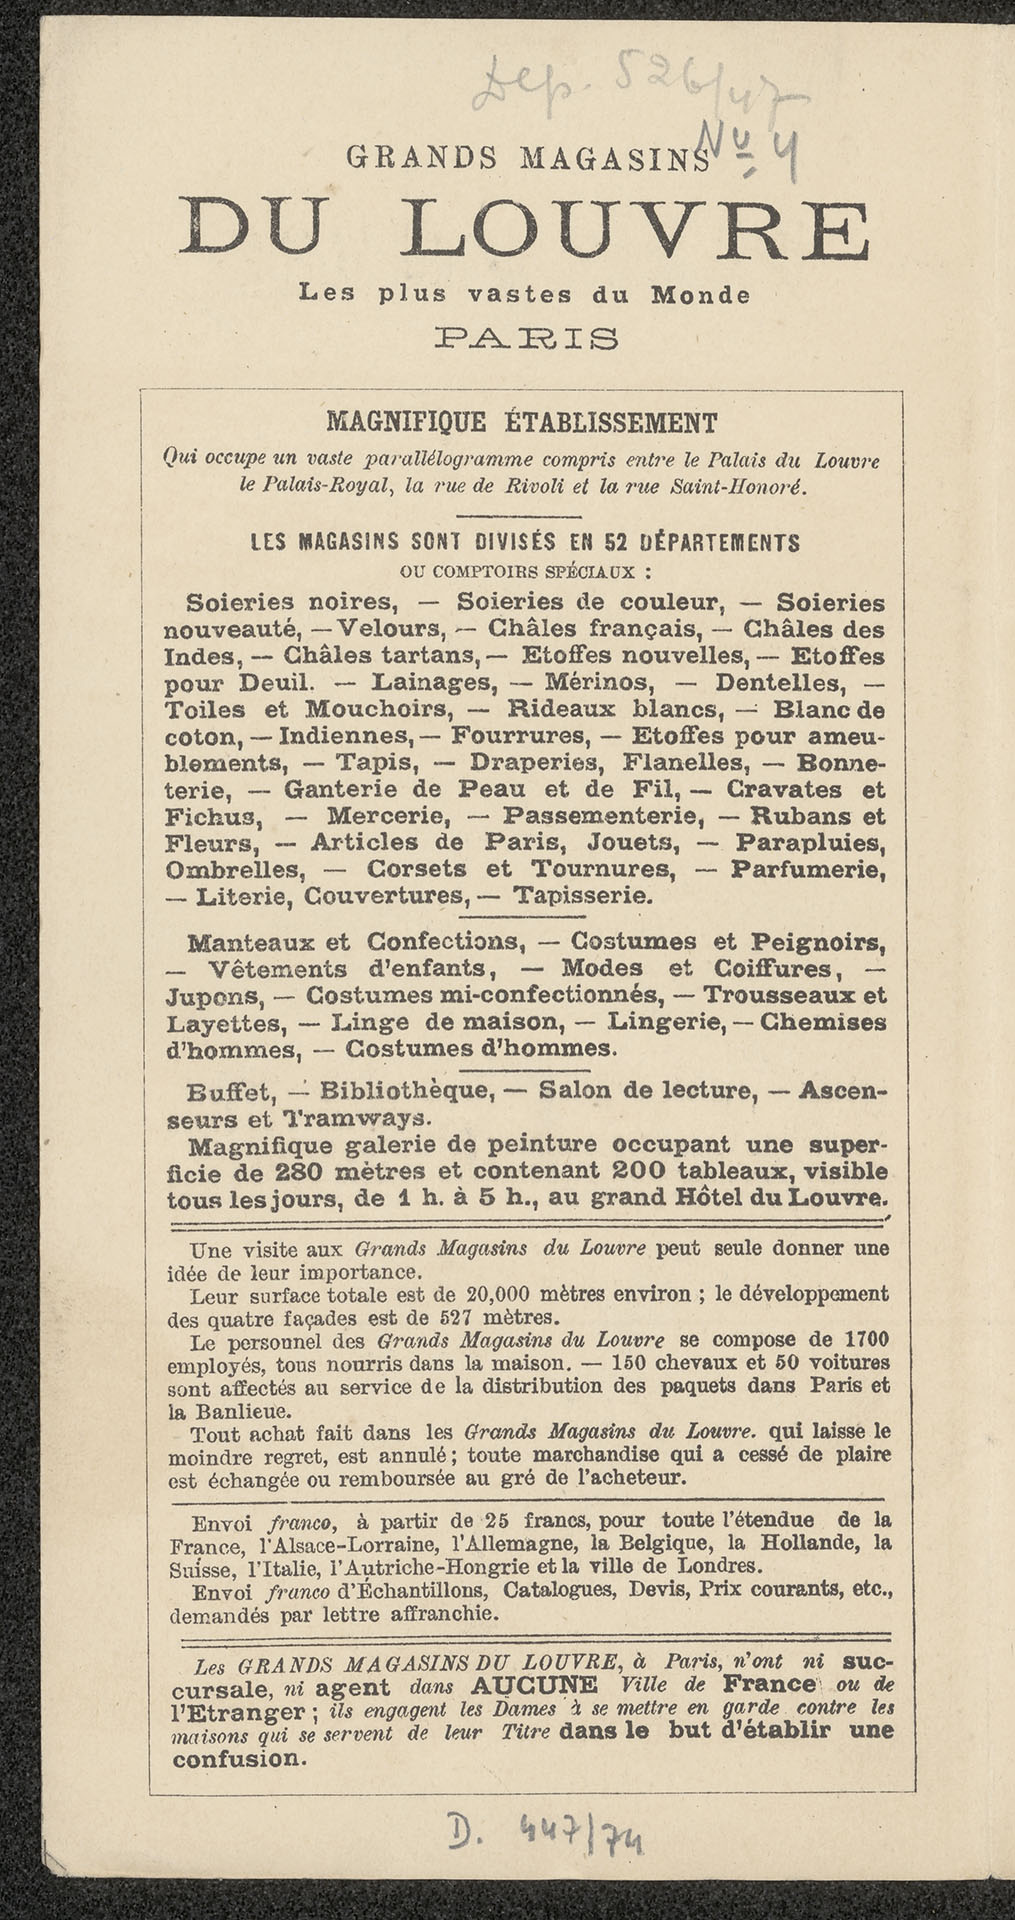 Dep. 526/47
No 4
GRANDS MAGASINS
DU LOUVRE
Les plus vastes du Monde
PARIS
MAGNIFIQUE ÉTABLISSEMENT
Qui occupe un vaste parallélogramme compris entre le Palais du Louvre
le Palais-Royal, la rue de Rivoli et la rue Saint-Honoré.
LES MAGASINS SONT DIVISÉS EN 52 DÉPARTEMENTS
OU COMPTOIRS SPÉCIAUX :
Soieries noires, — Soieries de couleur, — Soieries
nouveauté, — Velours, — Châles français, — Châles des
Indes, — Châles tartans, — Etoffes nouvelles, — Etoffes
pour Deuil. — Lainages, — Mérinos, — Dentelles, —
Toiles et Mouchoirs, — Rideaux blancs, — Blanc de
coton, — Indiennes, — Fourrures, — Etoffes pour ameu-
blements, — Tapis, — Draperies, Flanelles, — Bonne-
terie, — Ganterie de Peau et de Fil, — Cravates et
Fichus, — Mercerie, — Passementerie, — Rubans et
Fleurs, — Articles de Paris, Jouets, — Parapluies,
Ombrelles, — Corsets et Tournures, — Parfumerie,
— Literie, Couvertures, — Tapisserie.
Manteaux et Confections, — Costumes et Peignoirs,
— Vêtements d'enfants, — Modes et Coiffures, —
Jupons, — Costumes mi-confectionnés, — Trousseaux et
Layettes, — Linge de maison, — Lingerie, — Chemises
d'hommes, — Costumes d'hommes.
Buffet, — Bibliothèque, — Salon de lecture, — Ascen-
seurs et Tramways.
Magnifique galerie de peinture occupant une super-
ficie de 280 mètres et contenant 200 tableaux, visible
tous les jours, de 1 h. à 5 h., au grand Hôtel du Louvre.
Une visite aux Grands Magasins du Louvre peut seule donner une
idée de leur importance.
Leur surface totale est de 20,000 mètres environ ; le développement
des quatre façades est de 527 mètres.
Le personnel des Grands Magasins du Louvre se compose de 1700
employés, tous nourris dans la maison. — 150 chevaux et 50 voitures
sont affectés au service de la distribution des paquets dans Paris et
la Banlieue.
Tout achat fait dans les Grands Magasins du Louvre. qui laisse le
moindre regret, est annulé ; toute marchandise qui a cessé de plaire
est échangée ou remboursée au gré de l'acheteur.
Envoi franco, à partir de 25 francs, pour toute l'étendue de la
France, l'Alsace-Lorraine, l'Allemagne, la Belgique, la Hollande, la
Suisse, l'Italie, l'Autriche-Hongrie et la ville de Londres.
Envoi franco d'Échantillons, Catalogues, Devis, Prix courants, etc.,
demandés par lettre affranchie.
Les GRANDS MAGASINS DU LOUVRE, à Paris, n'ont ni suc-
cursale, ni agent dans AUCUNE Ville de France ou de
l'Etranger ; ils engagent les Dames à se mettre en garde contre les
maisons qui se servent de leur Titre dans le but d'établir une
confusion.
D. 447/74